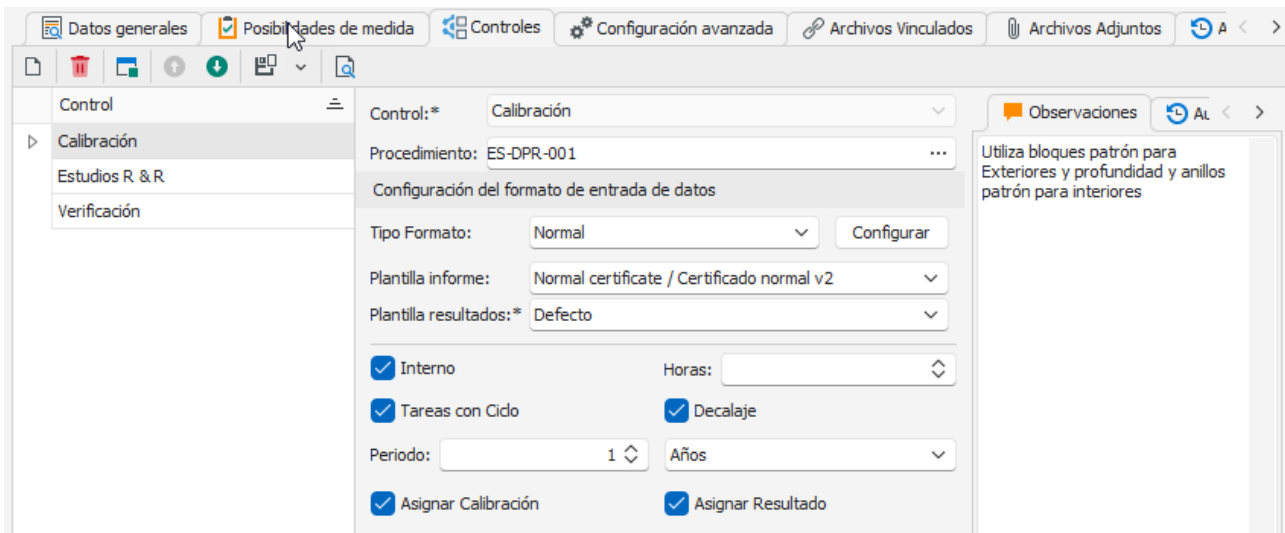 Datos generales
Posibilidades de medida
Controles
Configuración avanzada
Archivos Vinculados
Archivos Adjuntos
A
Control
Calibración
Estudios R & R
Verificación
Control:*
Calibración
Procedimiento:
ES-DPR-001
...
Configuración del formato de entrada de datos
Tipo Formato:
Normal
Configurar
Plantilla informe:
Normal certificate / Certificado normal v2
Plantilla resultados:*
Defecto
Interno
Horas:
Tareas con Ciclo
Decalaje
Periodo:
1
Años
Asignar Calibración
Asignar Resultado
Observaciones
Utiliza bloques patrón para
Exteriores y profundidad y anillos
patrón para interiores